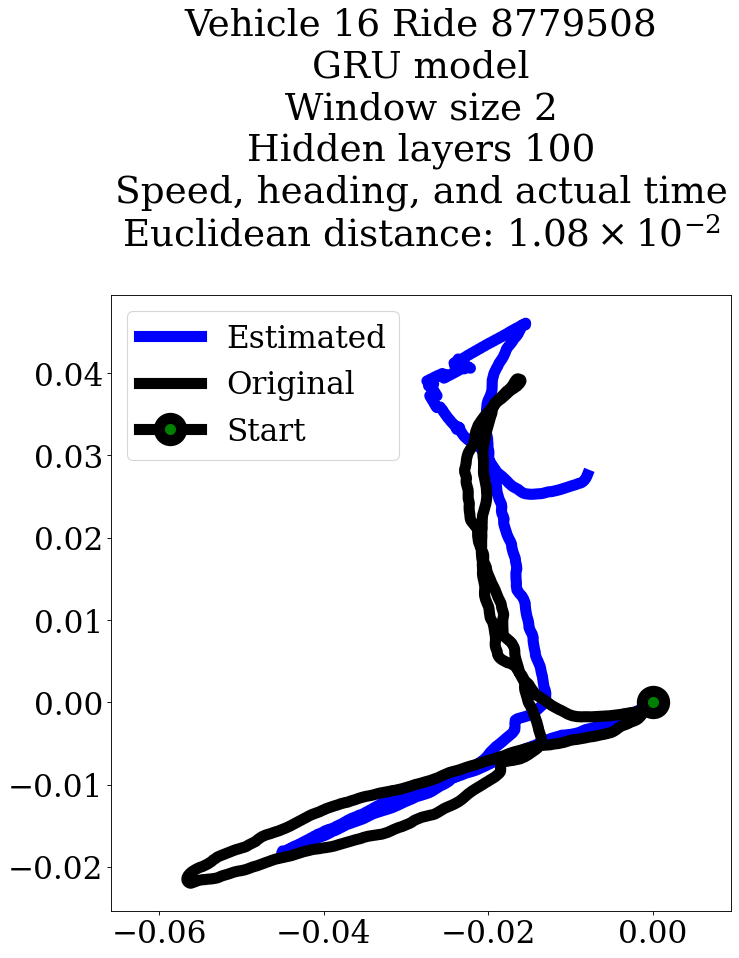 Vehicle 16 Ride 8779508
GRU model
Window size 2
Hidden layers 100
Speed, heading, and actual time
Euclidean distance: 1.08 × 10⁻²
Estimated
Original
Start
0.04
0.03
0.02
0.01
0.00
−0.01
−0.02
−0.06
−0.04
−0.02
0.00